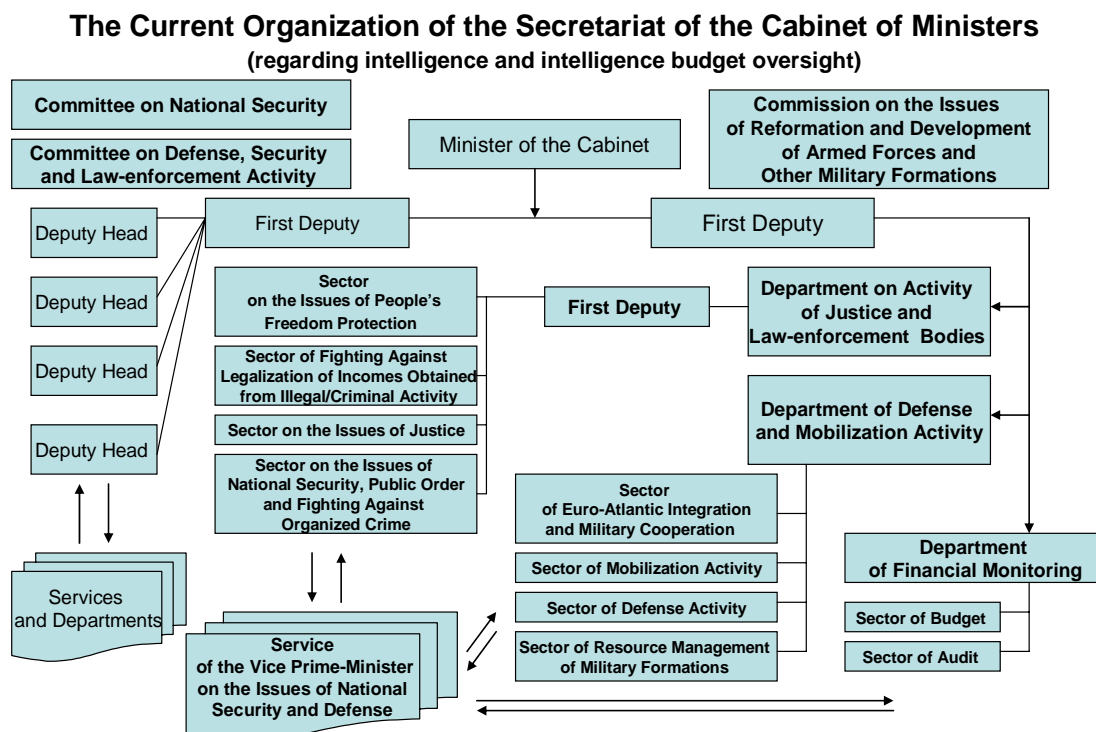 The Current Organization of the Secretariat of the Cabinet of Ministers
(regarding intelligence and intelligence budget oversight)
Committee on National Security
Committee on Defense, Security
and Law-enforcement Activity
Minister of the Cabinet
Commission on the Issues
of Reformation and Development
of Armed Forces and
Other Military Formations
Deputy Head
First Deputy
First Deputy
Deputy Head
Deputy Head
Deputy Head
Sector
on the Issues of People's
Freedom Protection
Sector of Fighting Against
Legalization of Incomes Obtained
from Illegal/Criminal Activity
Sector on the Issues of Justice
Sector on the Issues of
National Security, Public Order
and Fighting Against
Organized Crime
First Deputy
Department on Activity
of Justice and
Law-enforcement Bodies
Department of Defense
and Mobilization Activity
Sector
of Euro-Atlantic Integration
and Military Cooperation
Sector of Mobilization Activity
Sector of Defense Activity
Sector of Resource Management
of Military Formations
Department
of Financial Monitoring
Sector of Budget
Sector of Audit
Services
and Departments
Service
of the Vice Prime-Minister
on the Issues of National
Security and Defense